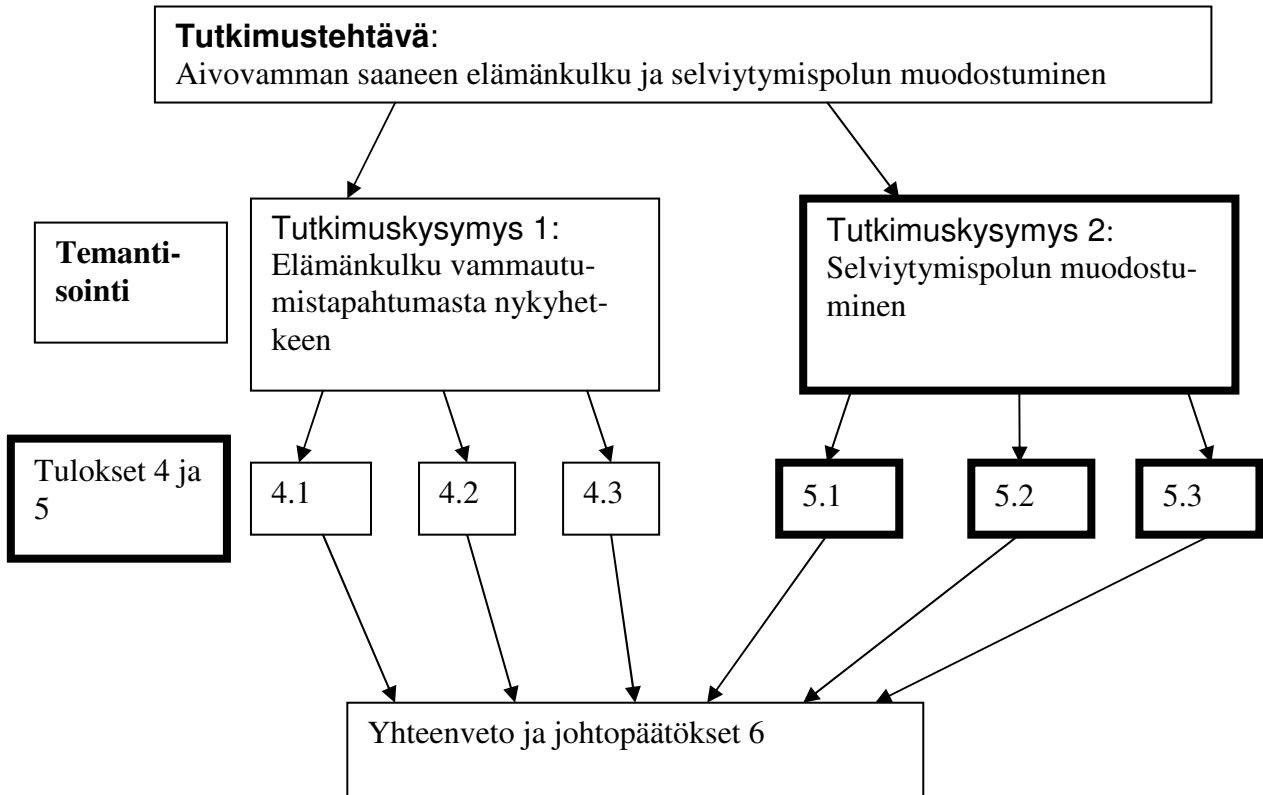 Tutkimustehtävä:
Aivovamman saaneen elämänkulku ja selviytymispolun muodostuminen
Temanti-
sointi
Tutkimuskysymys 1:
Elämänkulku vammautu-
mistapahtumasta nykyhet-
keen
Tutkimuskysymys 2:
Selviytymispolun muodostu-
minen
Tulokset 4 ja
5
4.1
4.2
4.3
5.1
5.2
5.3
Yhteenveto ja johtopäätökset 6